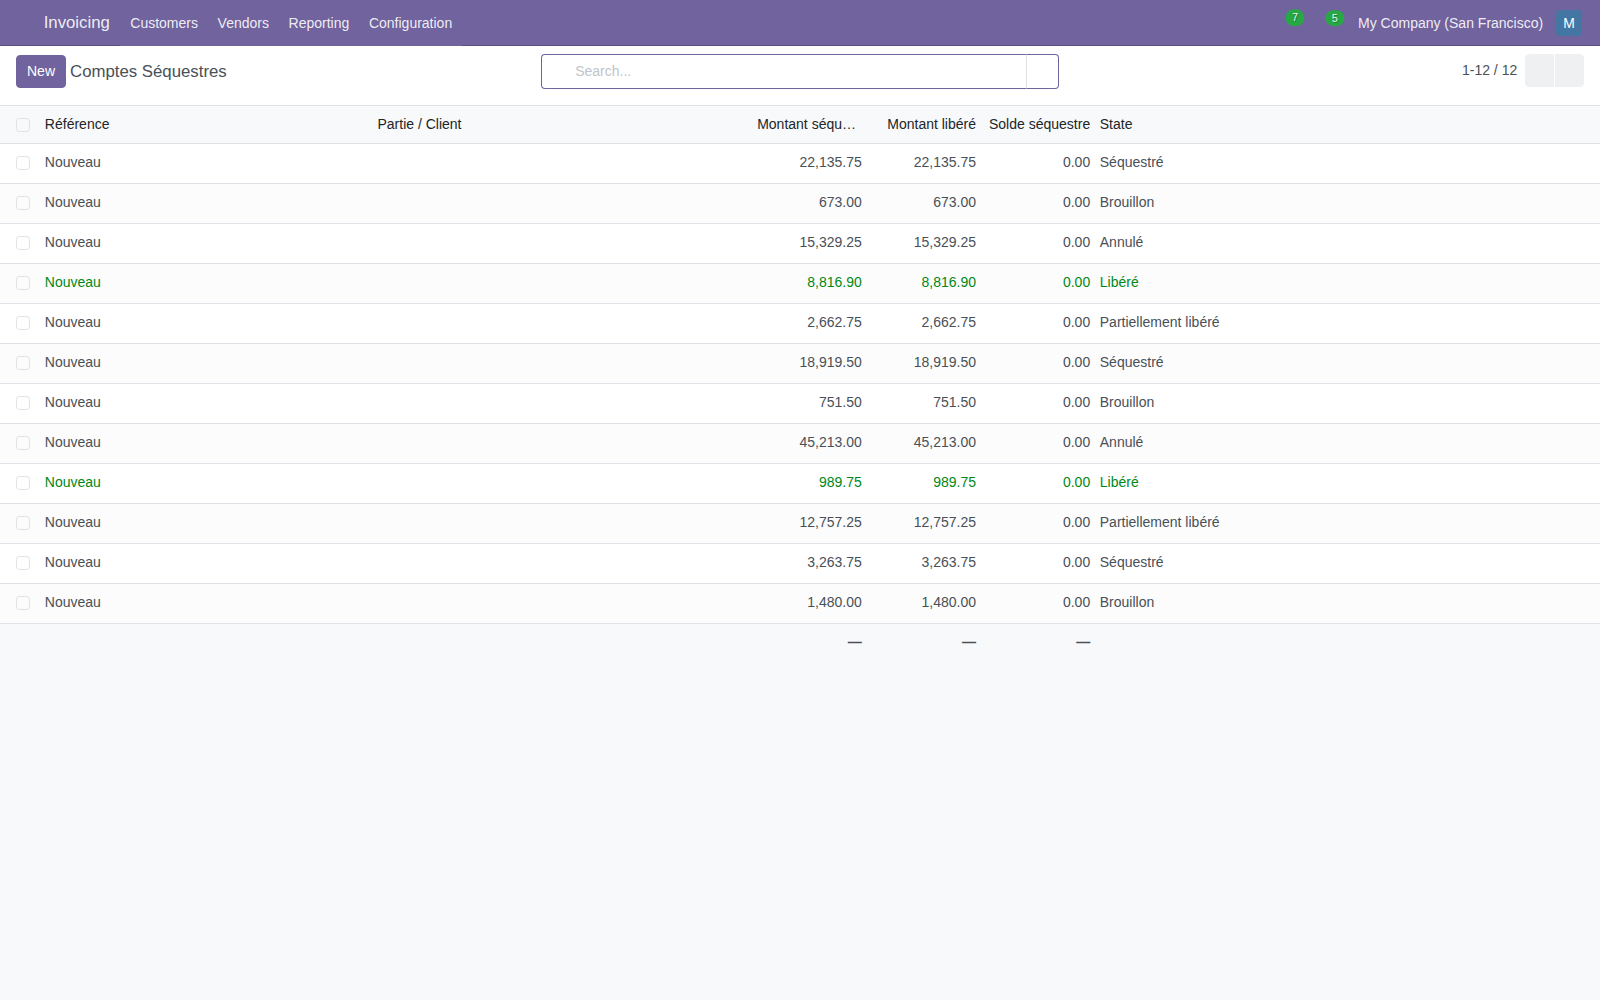 Invoicing Customers Vendors Reporting Configuration 7 5 My Company (San Francisco) M
New Comptes Séquestres Search... 1-12 / 12
Référence Partie / Client Montant séqu… Montant libéré Solde séquestre State
Nouveau 22,135.75 22,135.75 0.00 Séquestré
Nouveau 673.00 673.00 0.00 Brouillon
Nouveau 15,329.25 15,329.25 0.00 Annulé
Nouveau 8,816.90 8,816.90 0.00 Libéré
Nouveau 2,662.75 2,662.75 0.00 Partiellement libéré
Nouveau 18,919.50 18,919.50 0.00 Séquestré
Nouveau 751.50 751.50 0.00 Brouillon
Nouveau 45,213.00 45,213.00 0.00 Annulé
Nouveau 989.75 989.75 0.00 Libéré
Nouveau 12,757.25 12,757.25 0.00 Partiellement libéré
Nouveau 3,263.75 3,263.75 0.00 Séquestré
Nouveau 1,480.00 1,480.00 0.00 Brouillon
— — —